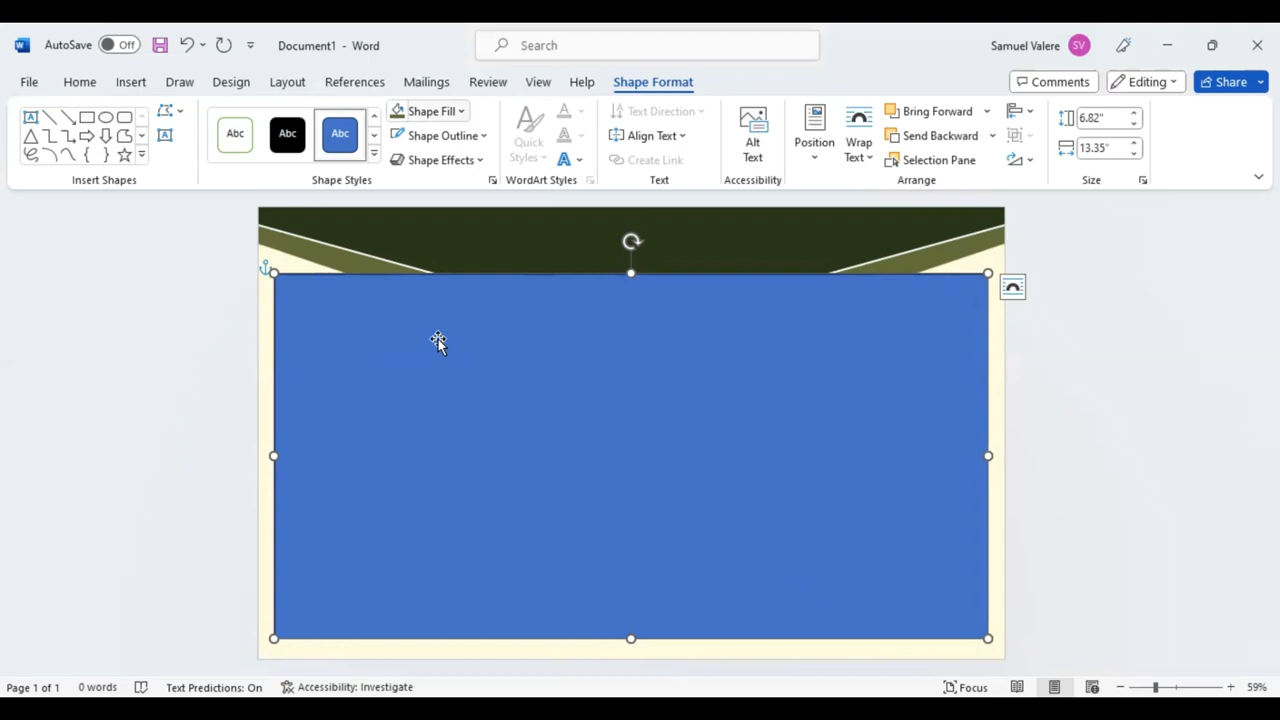 AutoSave Off Document1 - Word Search Samuel Valere SV
File Home Insert Draw Design Layout References Mailings Review View Help Shape Format Comments Editing Share
Abc Abc Abc
Shape Fill
Shape Outline
Shape Effects
Quick
Styles
Text Direction
Align Text
Create Link
Alt
Text
Position
Wrap
Text
Bring Forward
Send Backward
Selection Pane
6.82"
13.35"
Insert Shapes Shape Styles WordArt Styles Text Accessibility Arrange Size
Page 1 of 1 0 words Text Predictions: On Accessibility: Investigate Focus 59%